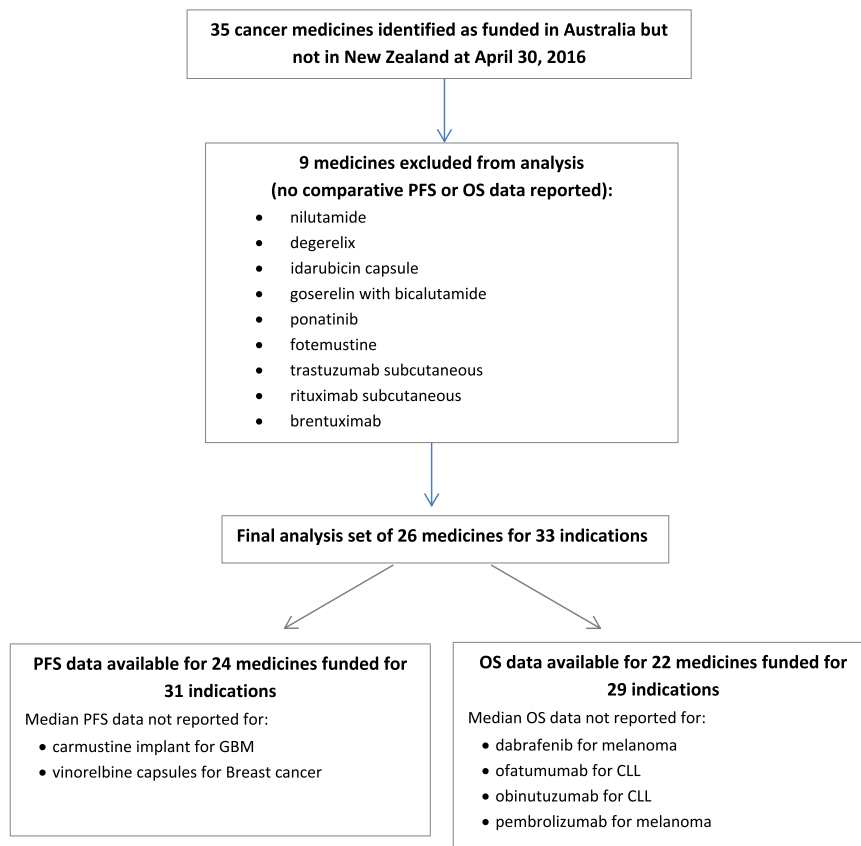 35 cancer medicines identified as funded in Australia but
not in New Zealand at April 30, 2016
9 medicines excluded from analysis
(no comparative PFS or OS data reported):
• nilutamide
• degerelix
• idarubicin capsule
• goserelin with bicalutamide
• ponatinib
• fotemustine
• trastuzumab subcutaneous
• rituximab subcutaneous
• brentuximab
Final analysis set of 26 medicines for 33 indications
PFS data available for 24 medicines funded for
31 indications
Median PFS data not reported for:
• carmustine implant for GBM
• vinorelbine capsules for Breast cancer
OS data available for 22 medicines funded for
29 indications
Median OS data not reported for:
• dabrafenib for melanoma
• ofatumumab for CLL
• obinutuzumab for CLL
• pembrolizumab for melanoma